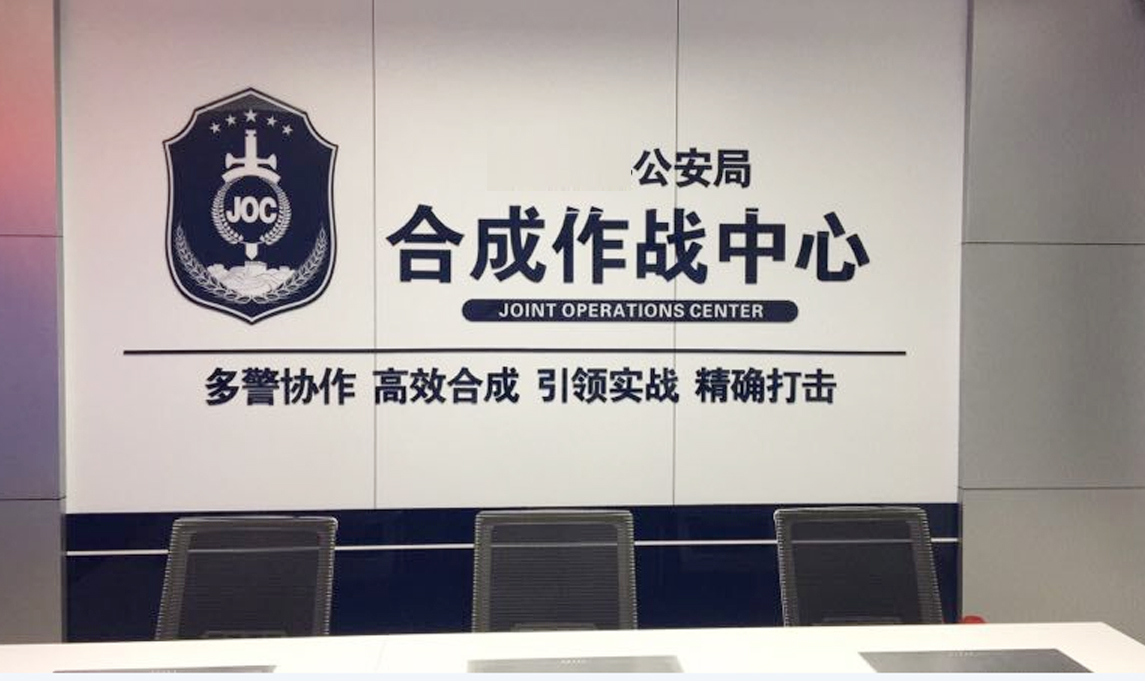 JOC
公安局
合成作战中心
JOINT OPERATIONS CENTER
多警协作 高效合成 引领实战 精确打击